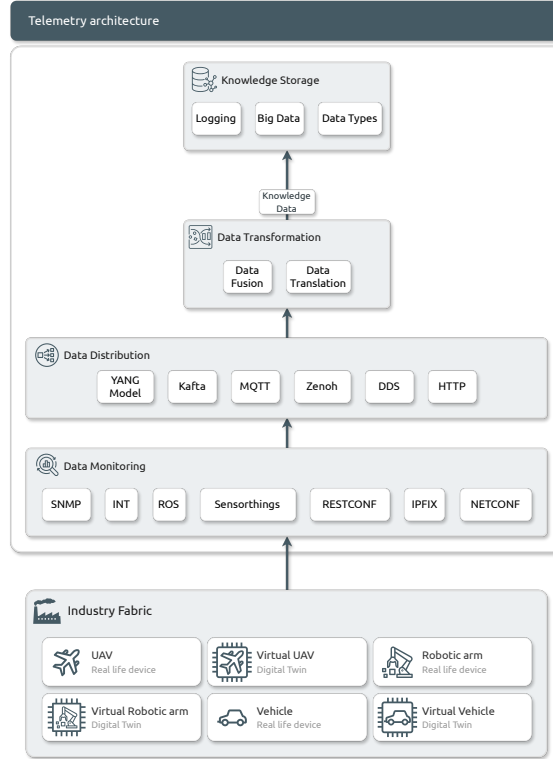 Telemetry architecture
Knowledge Storage
Logging
Big Data
Data Types
Knowledge
Data
Data Transformation
Data
Fusion
Data
Translation
Data Distribution
YANG
Model
Kafta
MQTT
Zenoh
DDS
HTTP
Data Monitoring
SNMP
INT
ROS
Sensorthings
RESTCONF
IPFIX
NETCONF
Industry Fabric
UAV
Real life device
Virtual UAV
Digital Twin
Robotic arm
Real life device
Virtual Robotic arm
Digital Twin
Vehicle
Real life device
Virtual Vehicle
Digital Twin